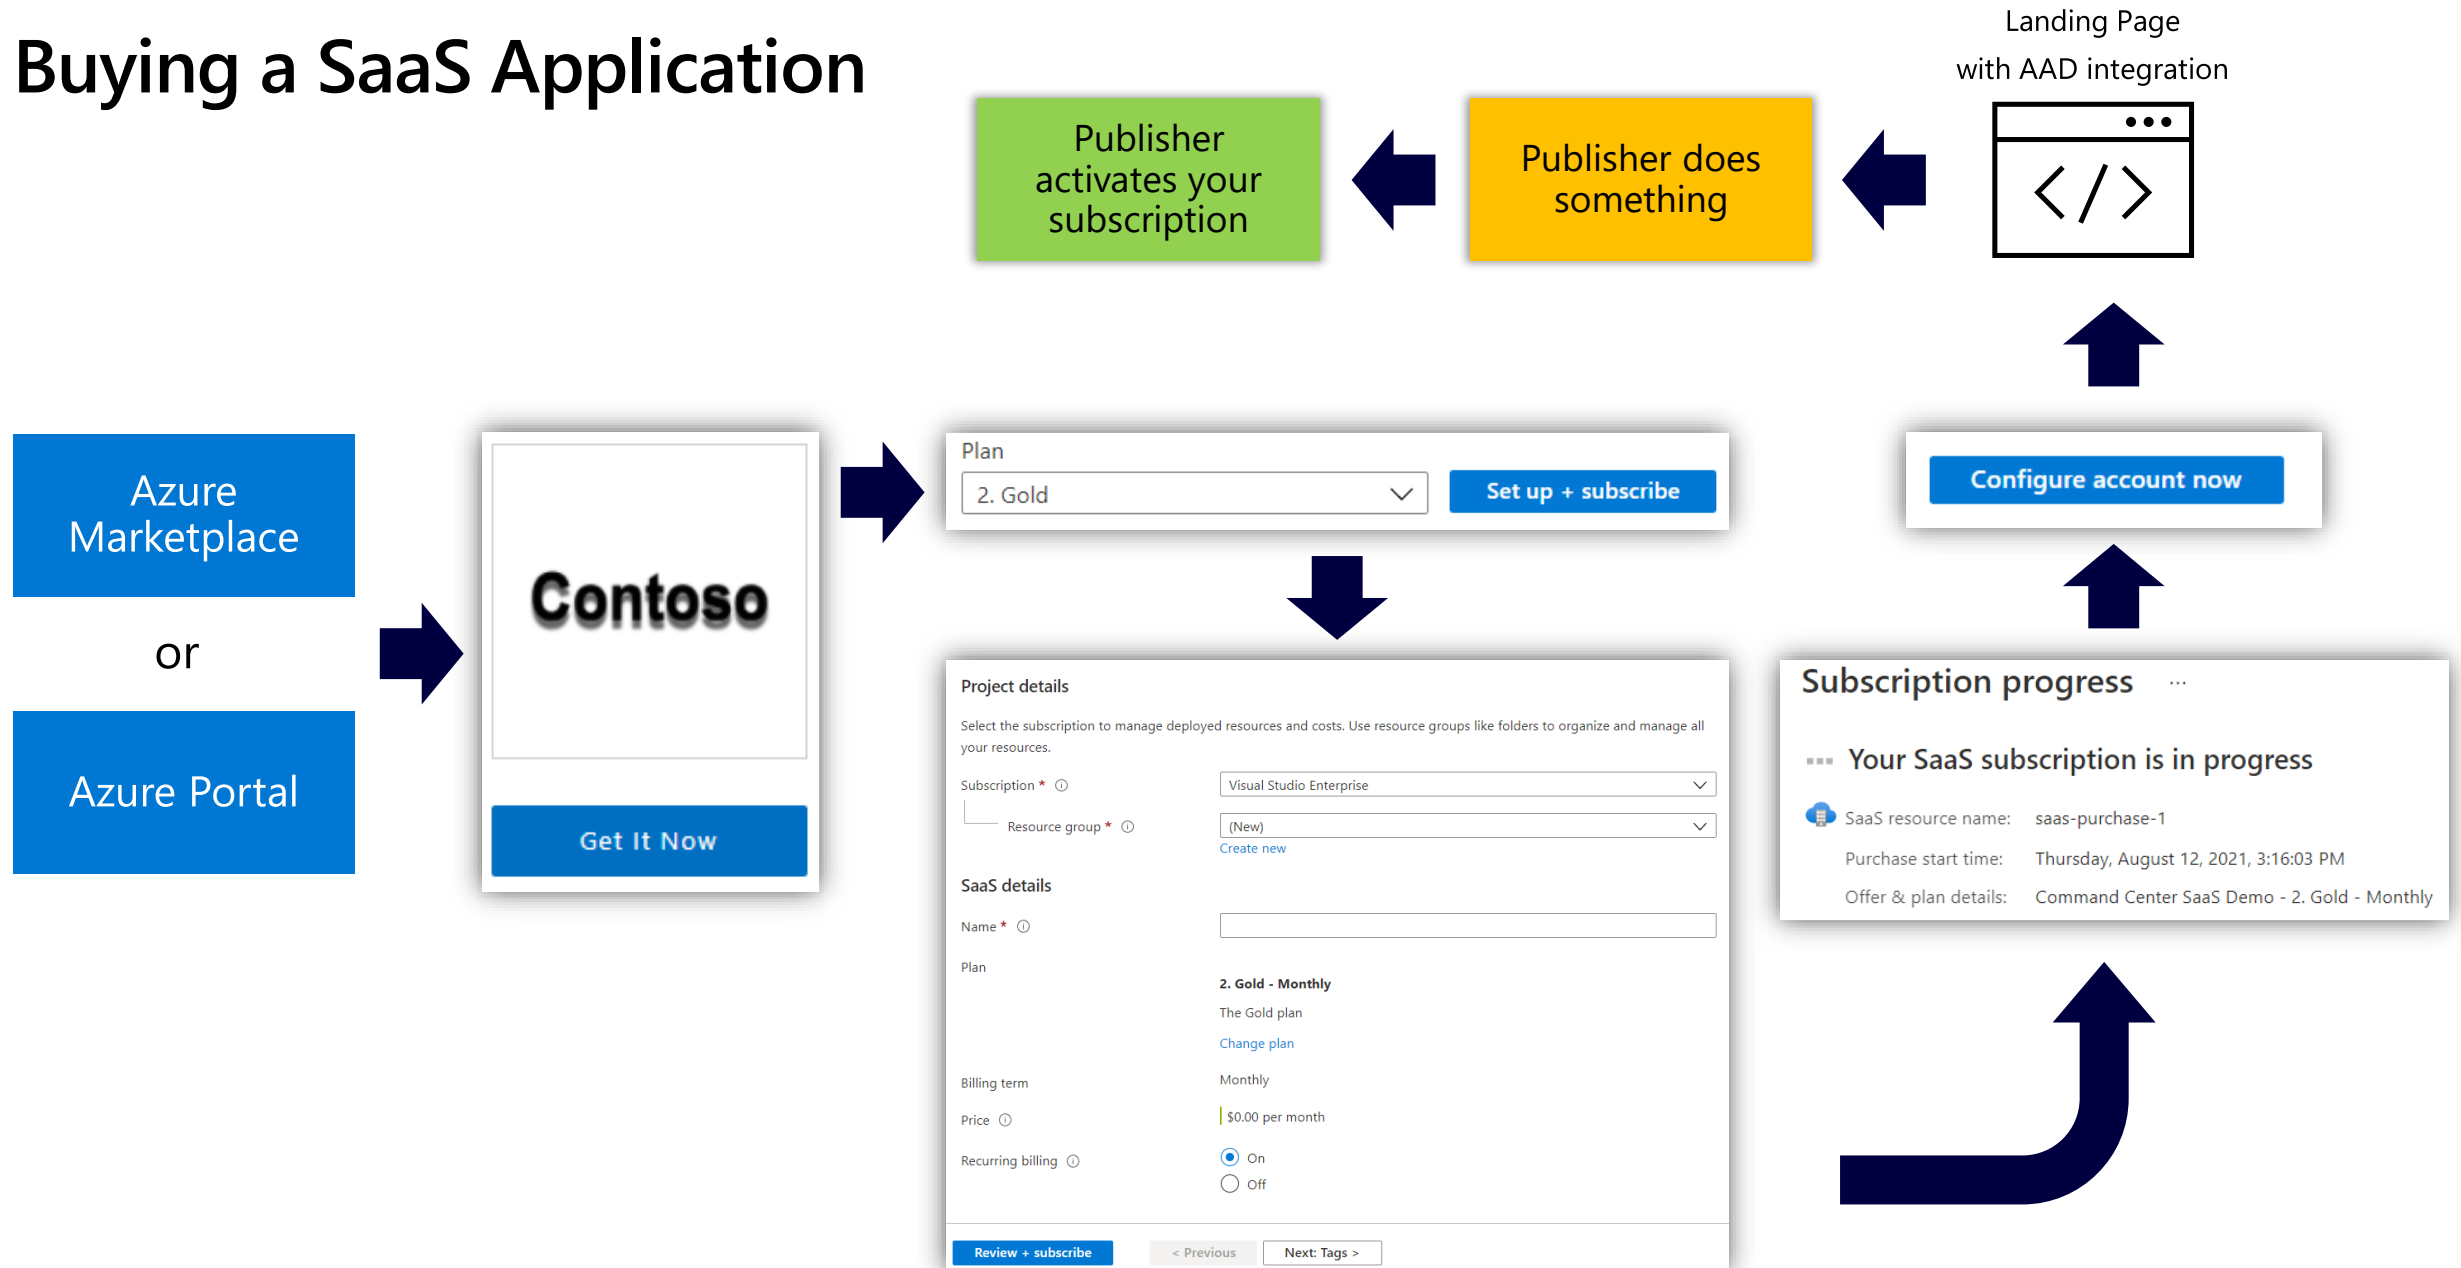 Buying a SaaS Application
Landing Page
with AAD integration
Publisher
activates your
subscription
Publisher does
something
Azure
Marketplace
or
Azure Portal
Contoso
Get It Now
Plan
2. Gold
Set up + subscribe
Configure account now
Project details
Select the subscription to manage deployed resources and costs. Use resource groups like folders to organize and manage all
your resources.
Subscription *
Visual Studio Enterprise
Resource group *
(New)
Create new
SaaS details
Name *
Plan
2. Gold - Monthly
The Gold plan
Change plan
Billing term
Monthly
Price
$0.00 per month
Recurring billing
On
Off
Review + subscribe
< Previous
Next: Tags >
Subscription progress ...
Your SaaS subscription is in progress
SaaS resource name: saas-purchase-1
Purchase start time: Thursday, August 12, 2021, 3:16:03 PM
Offer & plan details: Command Center SaaS Demo - 2. Gold - Monthly